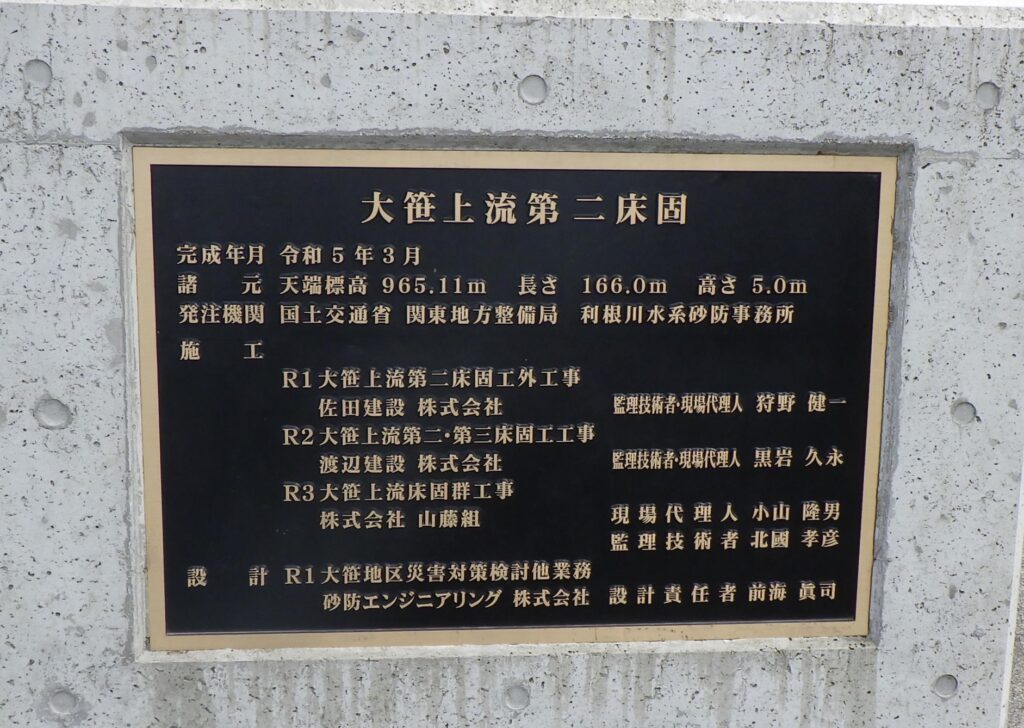 大笹上流第二床固
完成年月 令和5年3月
諸元 天端標高 965.11m 長さ 166.0m 高さ 5.0m
発注機関 国土交通省 関東地方整備局 利根川水系砂防事務所
施工
R1大笹上流第二床固工外工事
佐田建設 株式会社 監理技術者・現場代理人 狩野 健一
R2大笹上流第二・第三床固工工事
渡辺建設 株式会社 監理技術者・現場代理人 黒岩 久永
R3大笹上流床固群工事
株式会社 山藤組 現場代理人 小山 隆男
監理技術者 北國 孝彦
設計 R1大笹地区災害対策検討他業務
砂防エンジニアリング 株式会社 設計責任者 前海 眞司